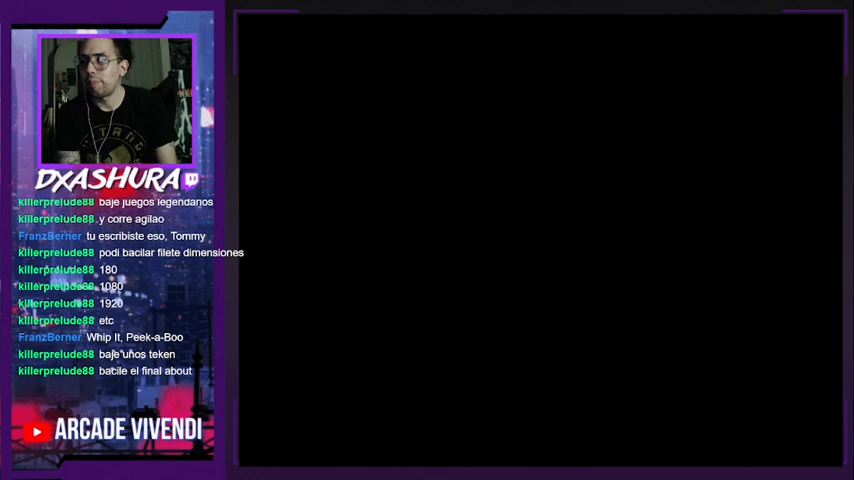 DXASHURA
killerprelude88 baje juegos legendarios
killerprelude88 y corre agilao
FranzBerner tu escribiste eso, Tommy
killerprelude88 podi bacilar filete dimensiones
killerprelude88 180
killerprelude88 1080
killerprelude88 1920
killerprelude88 etc
FranzBerner Whip It, Peek-a-Boo
killerprelude88 baje unos teken
killerprelude88 bacile el final about
ARCADE VIVENDI